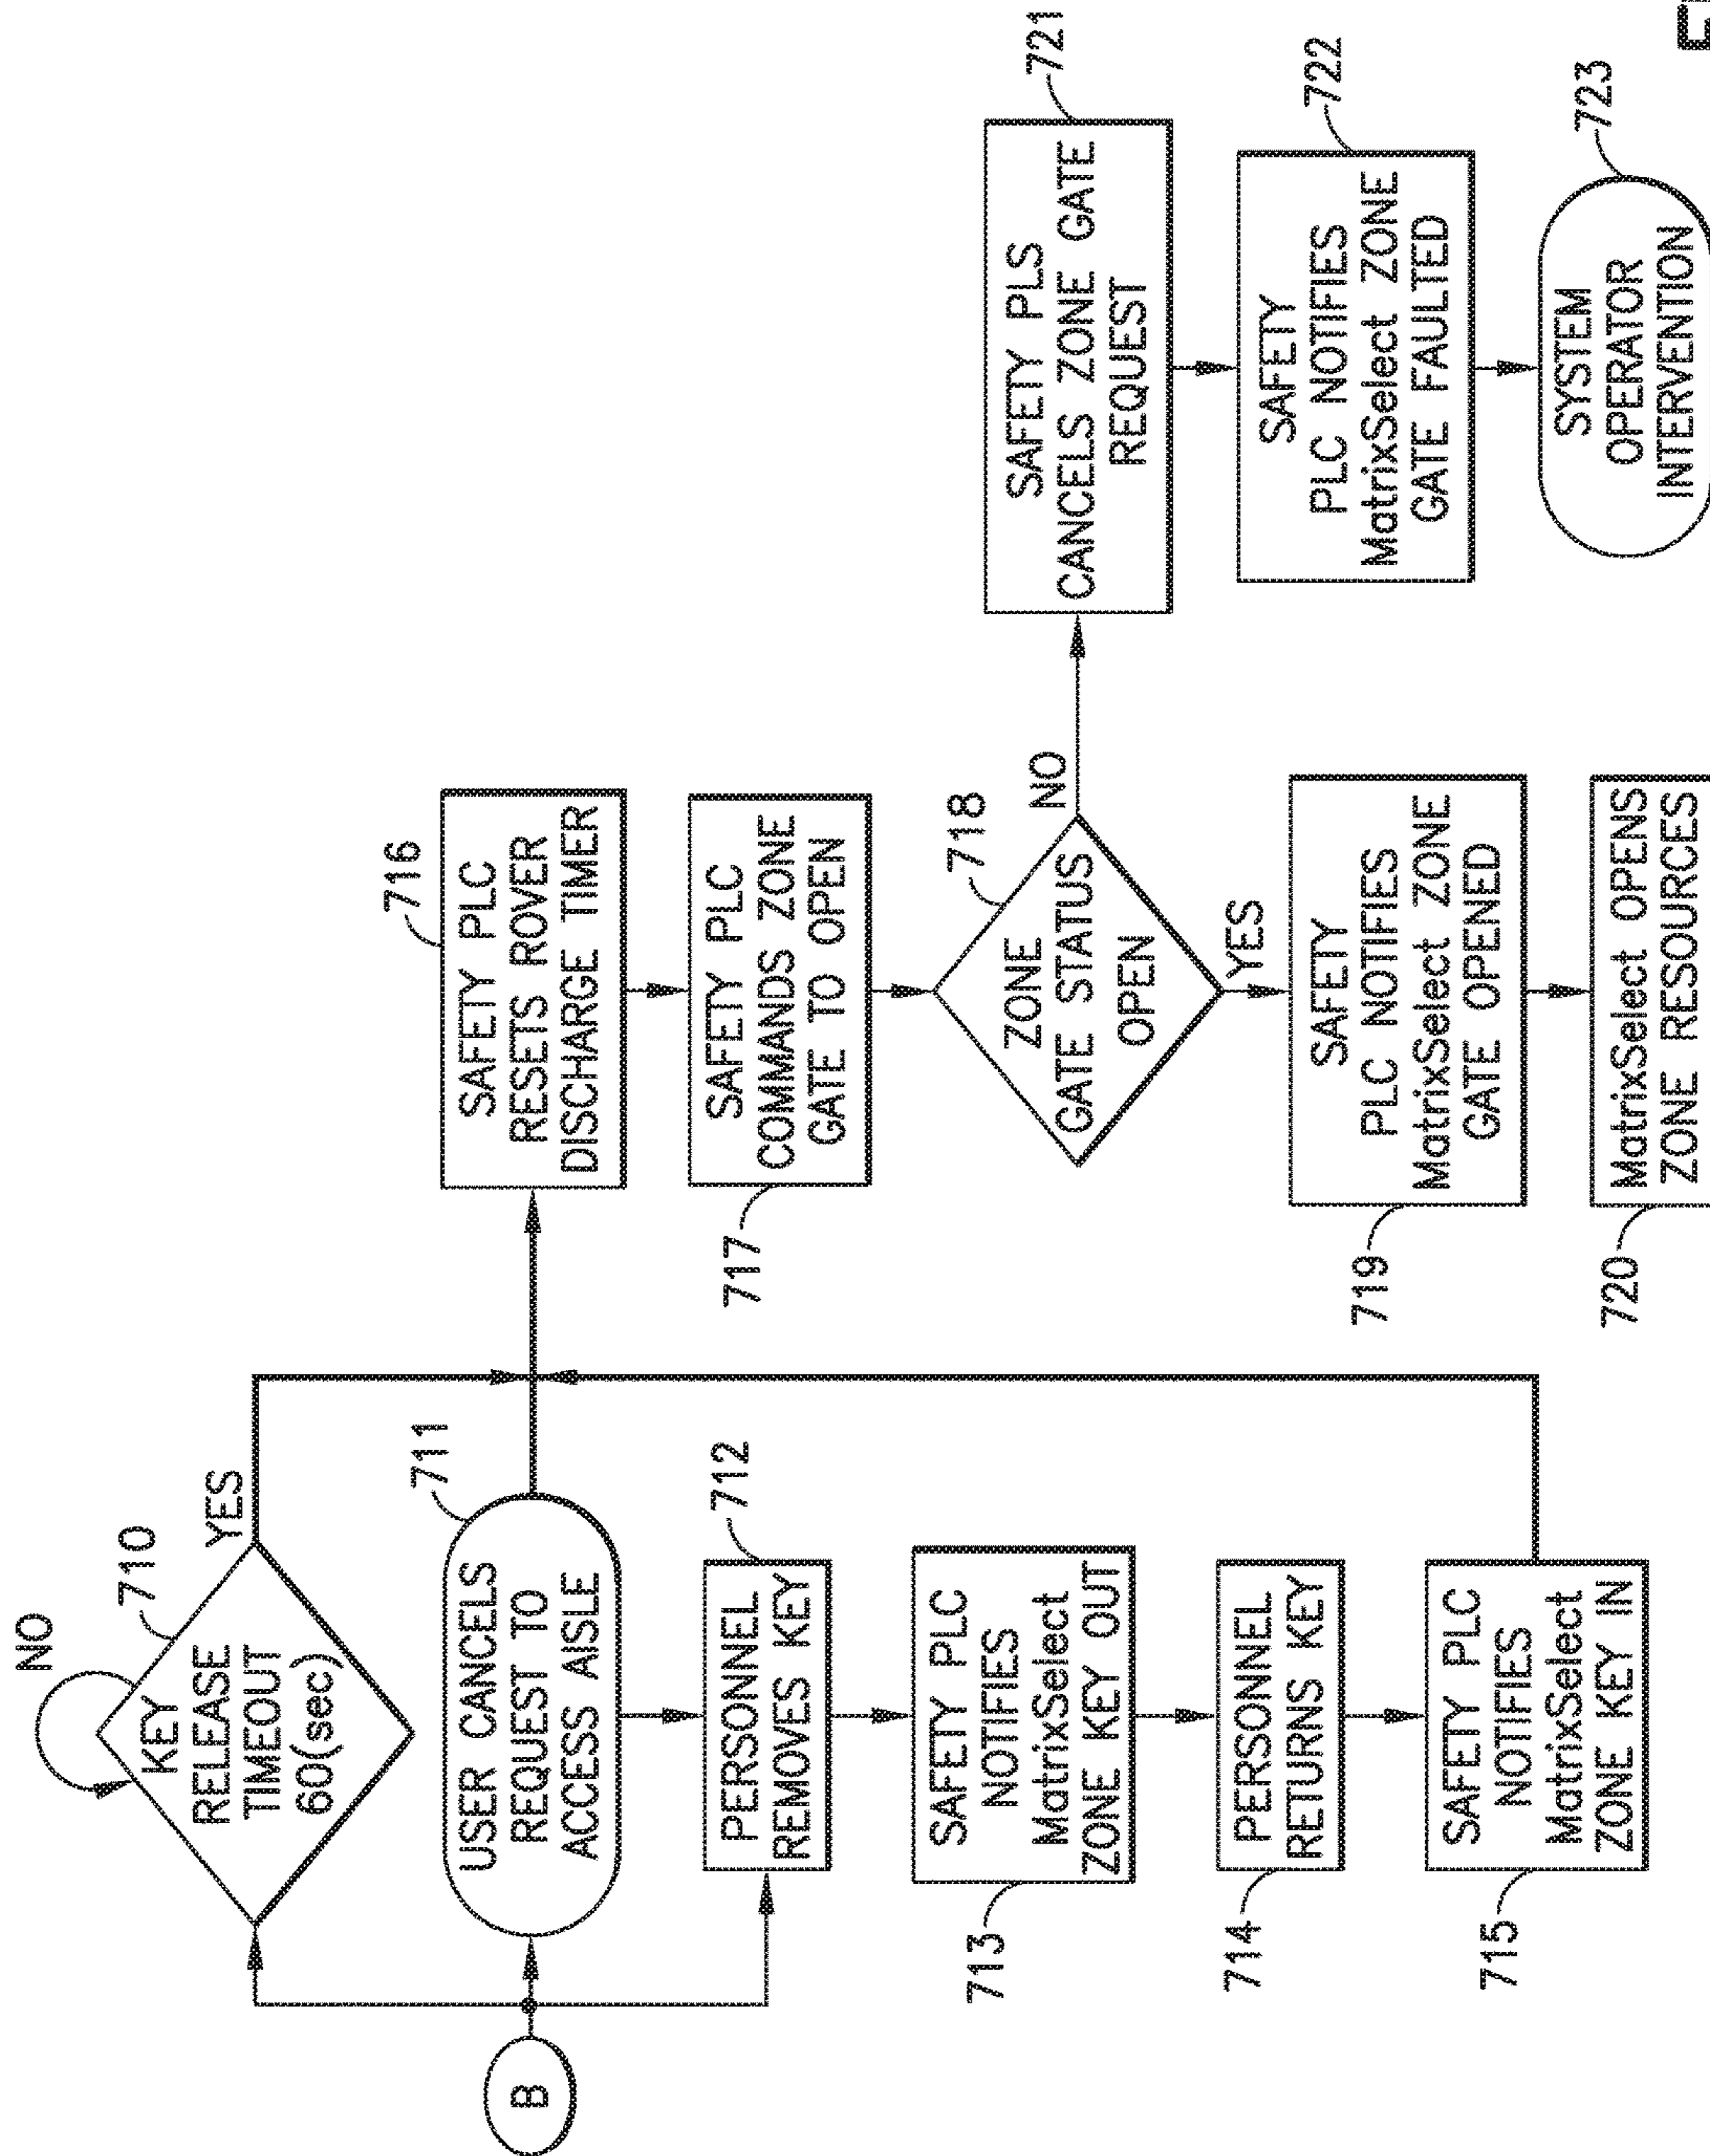 B
NO
710
KEY
RELEASE
TIMEOUT
60(sec)
YES
711
USER CANCELS
REQUEST TO
ACCESS AISLE
712
PERSONNEL
REMOVES KEY
713
SAFETY PLC
NOTIFIES
MatrixSelect
ZONE KEY OUT
714
PERSONNEL
RETURNS KEY
715
SAFETY PLC
NOTIFIES
MatrixSelect
ZONE KEY IN
716
SAFETY PLC
RESETS ROVER
DISCHARGE TIMER
717
SAFETY PLC
COMMANDS ZONE
GATE TO OPEN
718
ZONE
GATE STATUS
OPEN
NO
YES
719
SAFETY
PLC NOTIFIES
MatrixSelect ZONE
GATE OPENED
720
MatrixSelect OPENS
ZONE RESOURCES
721
SAFETY PLS
CANCELS ZONE GATE
REQUEST
722
SAFETY
PLC NOTIFIES
MatrixSelect ZONE
GATE FAULTED
723
SYSTEM
OPERATOR
INTERVENTION